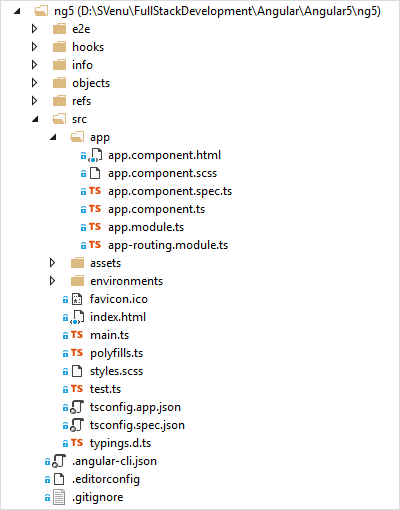 ng5 (D:\SVenu\FullStackDevelopment\Angular\Angular5\ng5)
e2e
hooks
info
objects
refs
src
app
app.component.html
app.component.scss
TS app.component.spec.ts
TS app.component.ts
TS app.module.ts
TS app-routing.module.ts
assets
environments
favicon.ico
index.html
TS main.ts
TS polyfills.ts
styles.scss
TS test.ts
tsconfig.app.json
tsconfig.spec.json
TS typings.d.ts
.angular-cli.json
.editorconfig
.gitignore